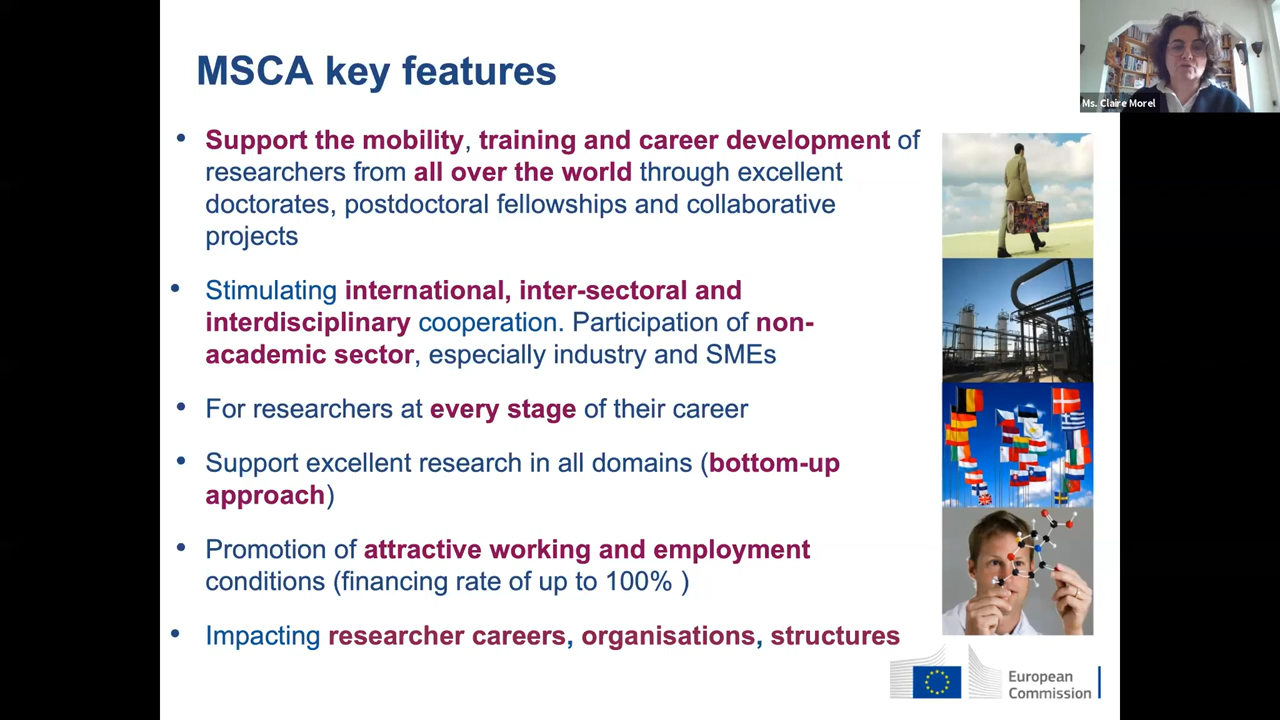 MSCA key features
Ms. Claire Morel
• Support the mobility, training and career development of
researchers from all over the world through excellent
doctorates, postdoctoral fellowships and collaborative
projects
• Stimulating international, inter-sectoral and
interdisciplinary cooperation. Participation of non-
academic sector, especially industry and SMEs
• For researchers at every stage of their career
• Support excellent research in all domains (bottom-up
approach)
• Promotion of attractive working and employment
conditions (financing rate of up to 100% )
• Impacting researcher careers, organisations, structures
European
Commission